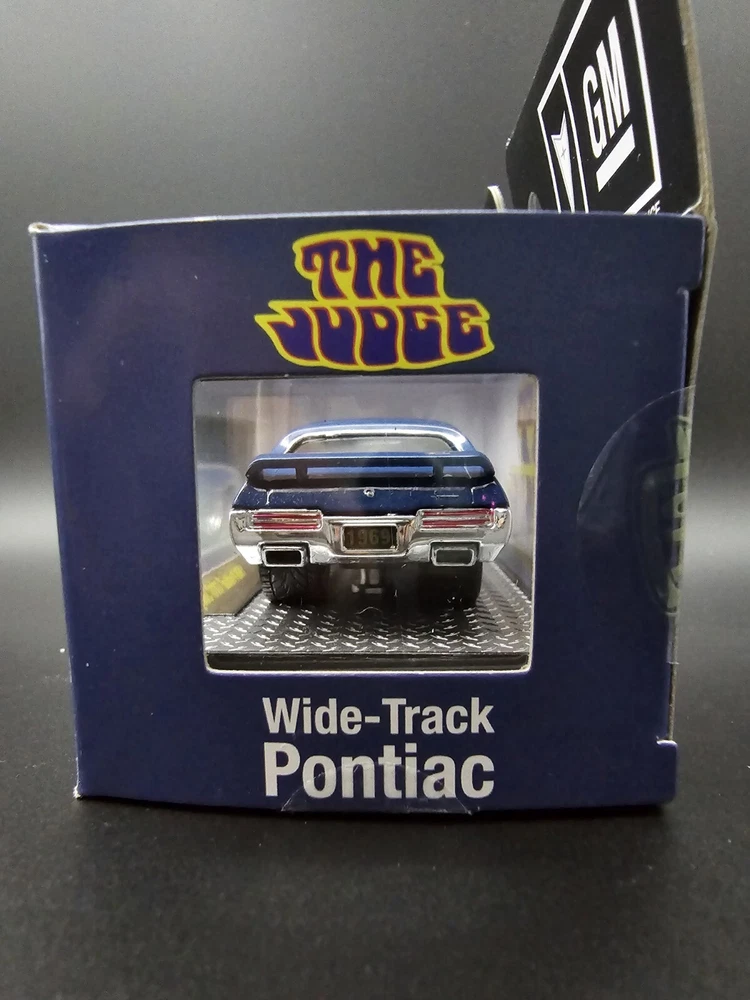 GM
THE
JUDGE
1969
Wide-Track
Pontiac